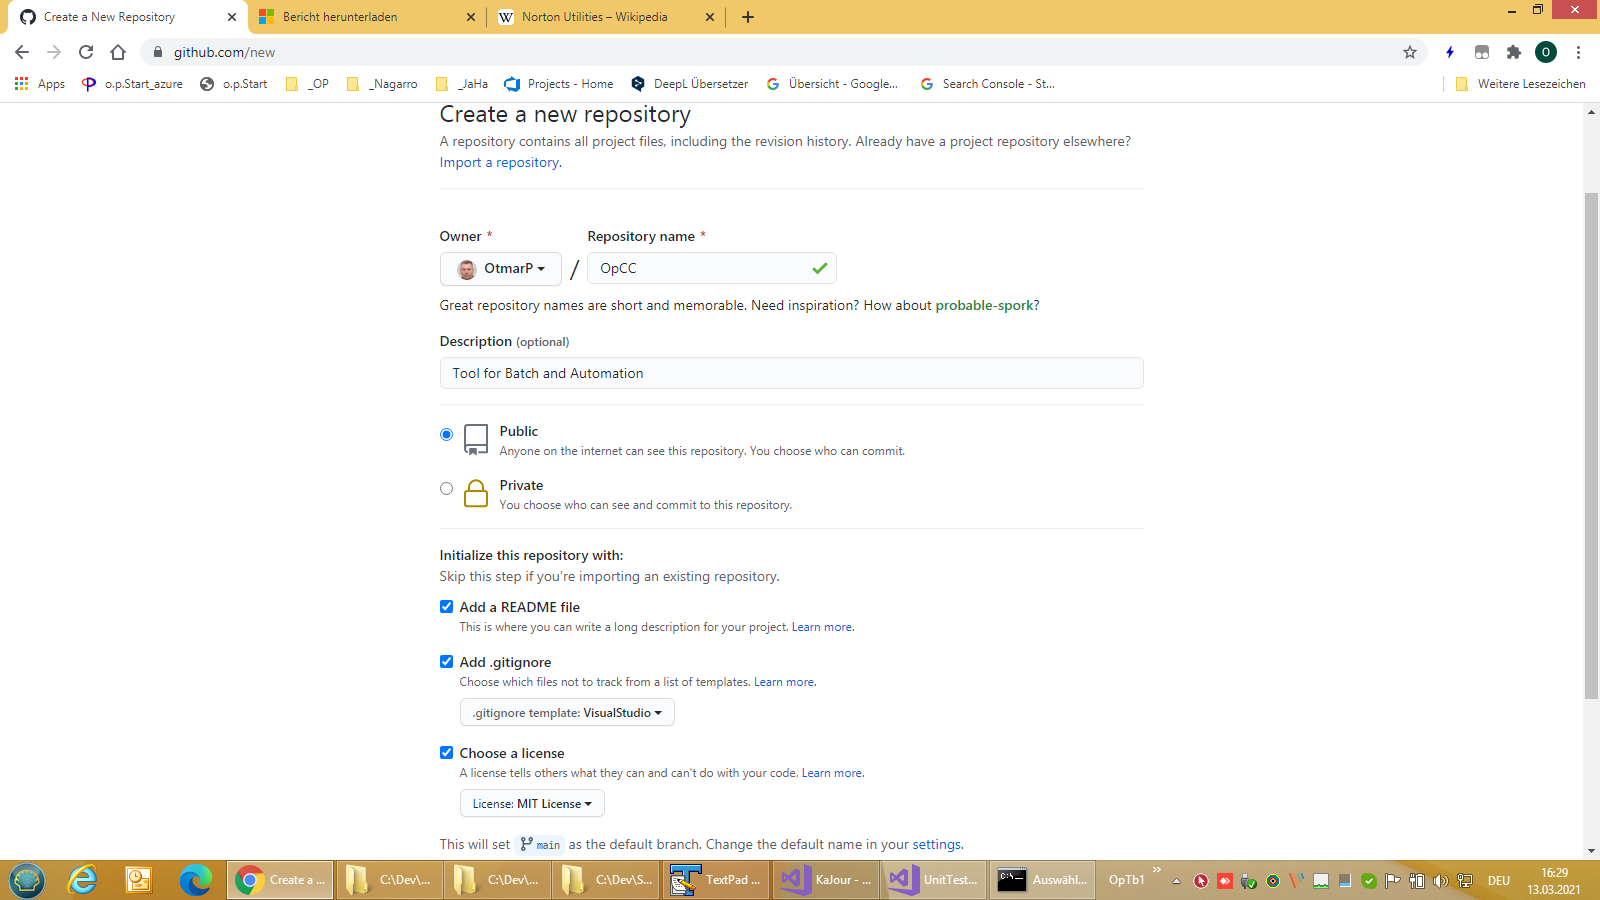 Create a New Repository
Bericht herunterladen
Norton Utilities – Wikipedia
github.com/new
O
Apps
o.p.Start_azure
o.p.Start
_OP
_Nagarro
_JaHa
Projects - Home
DeepL Übersetzer
Übersicht - Google...
Search Console - St...
Weitere Lesezeichen
Create a new repository
A repository contains all project files, including the revision history. Already have a project repository elsewhere?
Import a repository.
Owner *
Repository name *
OtmarP
/
OpCC
Great repository names are short and memorable. Need inspiration? How about probable-spork?
Description (optional)
Tool for Batch and Automation
Public
Anyone on the internet can see this repository. You choose who can commit.
Private
You choose who can see and commit to this repository.
Initialize this repository with:
Skip this step if you're importing an existing repository.
Add a README file
This is where you can write a long description for your project. Learn more.
Add .gitignore
Choose which files not to track from a list of templates. Learn more.
.gitignore template: VisualStudio
Choose a license
A license tells others what they can and can't do with your code. Learn more.
License: MIT License
This will set main as the default branch. Change the default name in your settings.
Create a ...
C:\Dev\...
C:\Dev\...
C:\Dev\S...
TextPad ...
KaJour - ...
UnitTest...
Auswähl...
OpTb1
DEU
16:29
13.03.2021